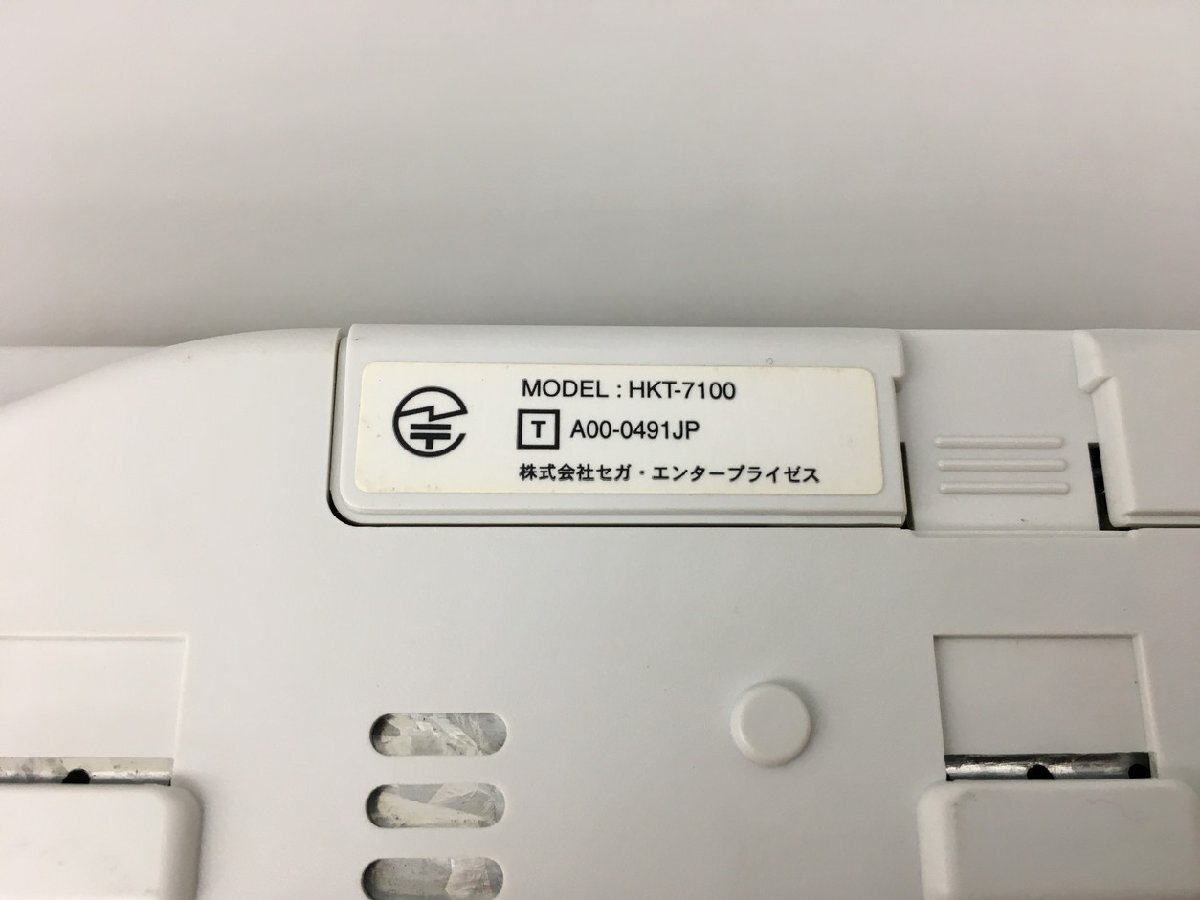 MODEL : HKT-7100
T A00-0491JP
株式会社セガ・エンタープライゼス